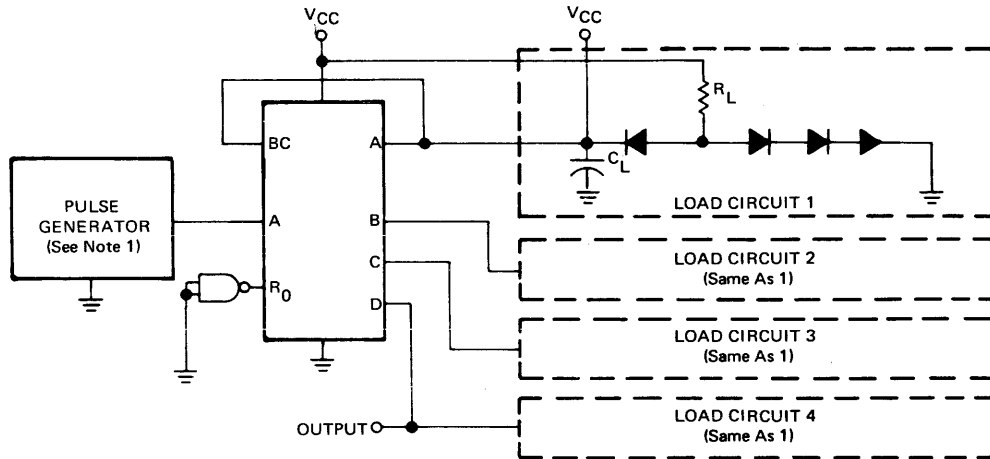 VCC
VCC
RL
BC
A
CL
PULSE
GENERATOR
(See Note 1)
A
B
LOAD CIRCUIT 1
C
LOAD CIRCUIT 2
(Same As 1)
R0
D
LOAD CIRCUIT 3
(Same As 1)
OUTPUT
LOAD CIRCUIT 4
(Same As 1)